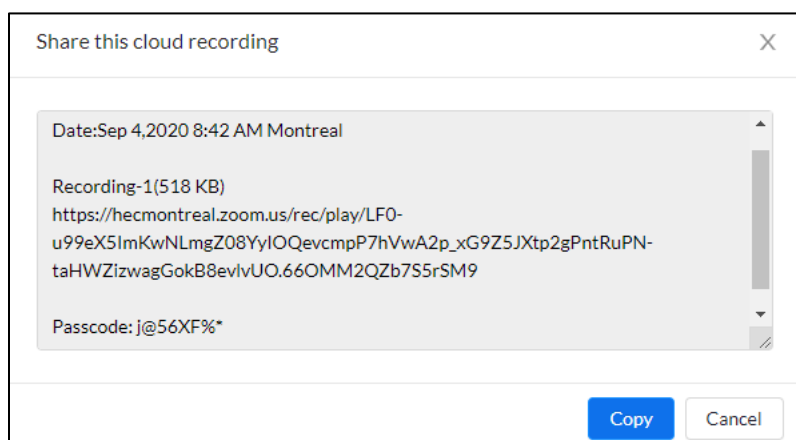 Share this cloud recording
X
Date:Sep 4,2020 8:42 AM Montreal
Recording-1(518 KB)
https://hecmontreal.zoom.us/rec/play/LF0-
u99eX5ImKwNLmgZ08YyIOQevcmpP7hVwA2p_xG9Z5JXtp2gPntRuPN-
taHWZizwagGokB8evlvUO.66OMM2QZb7S5rSM9
Passcode: j@56XF%*
Copy
Cancel